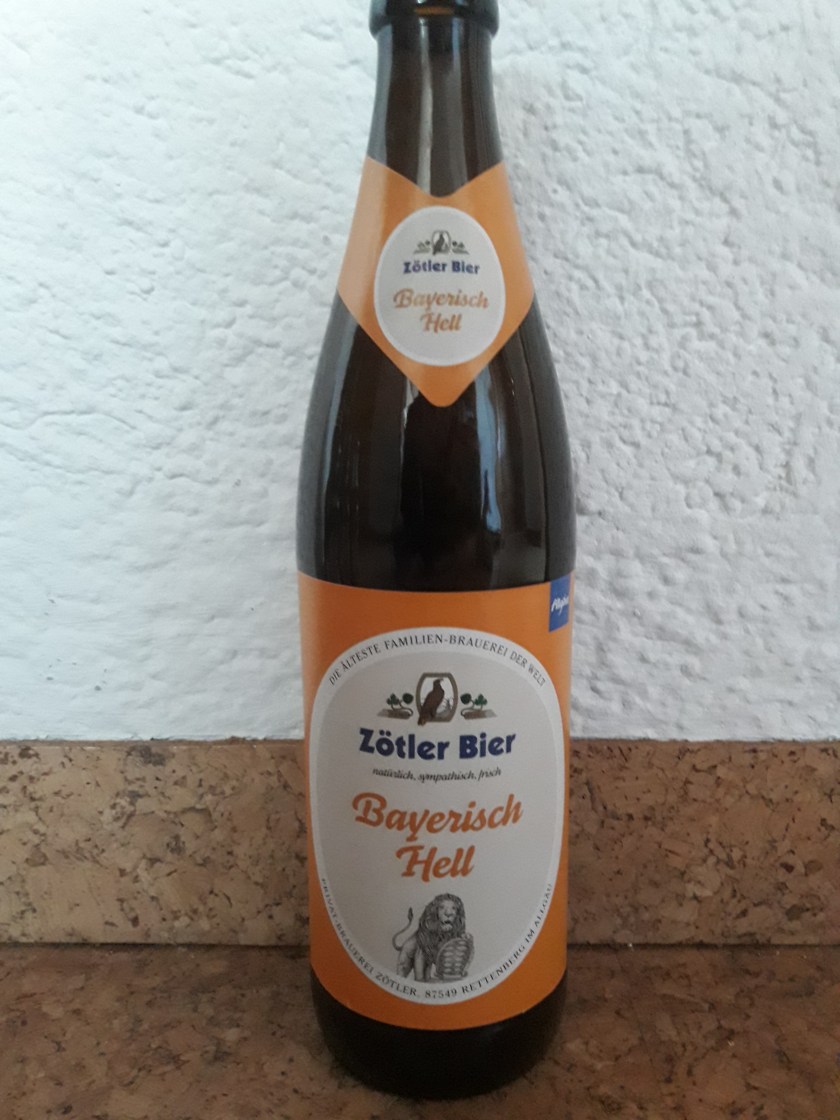 Zötler Bier
Bayerisch
Hell
DIE ÄLTESTE FAMILIEN-BRAUEREI DER WELT
Zötler Bier
natürlich, sympathisch, frisch
Bayerisch
Hell
PRIVAT-BRAUEREI ZÖTLER, 87549 RETTENBERG IM ALLGÄU